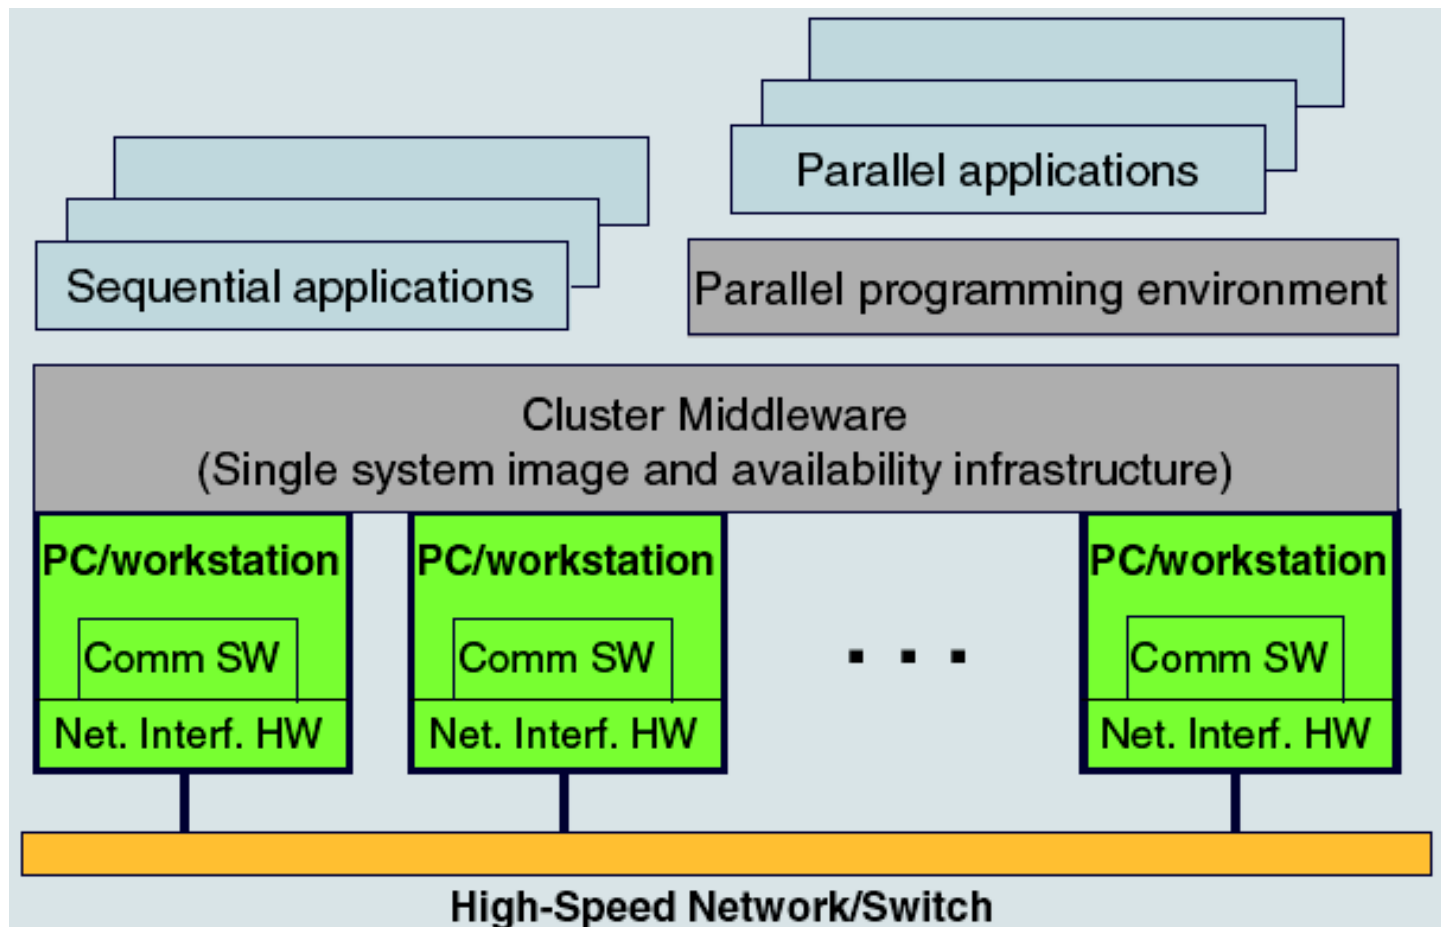 Parallel applications
Sequential applications
Parallel programming environment
Cluster Middleware
(Single system image and availability infrastructure)
PC/workstation
Comm SW
Net. Interf. HW
PC/workstation
Comm SW
Net. Interf. HW
. . .
PC/workstation
Comm SW
Net. Interf. HW
High-Speed Network/Switch